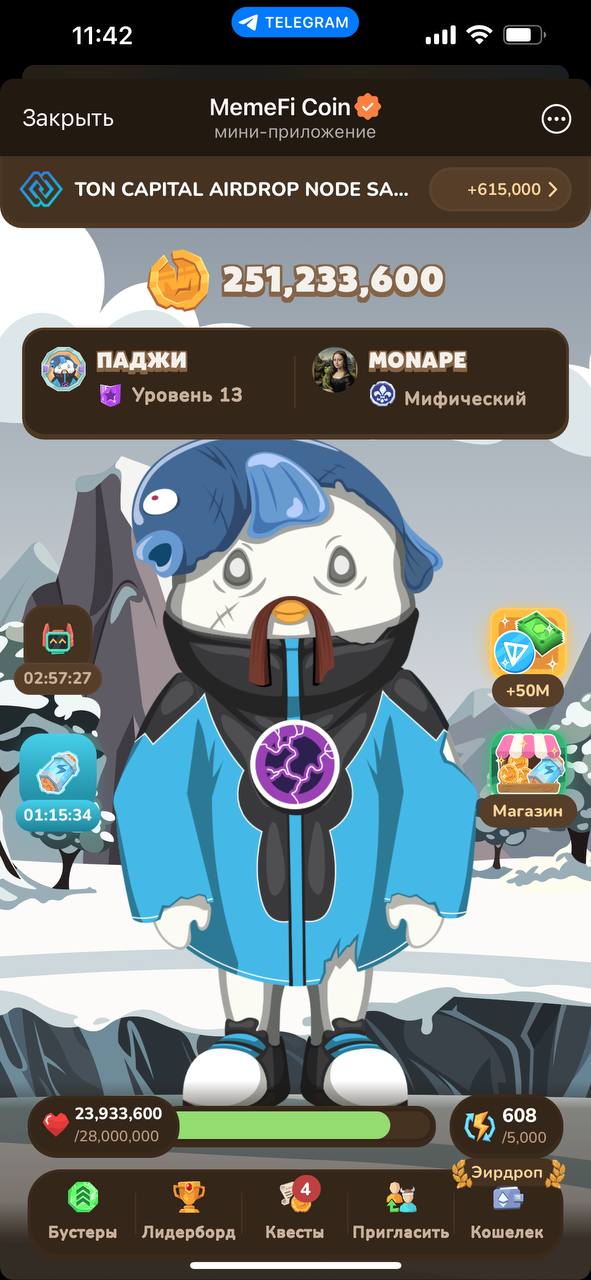 11:42
TELEGRAM
Закрыть
MemeFi Coin
мини-приложение
TON CAPITAL AIRDROP NODE SA...
+615,000
251,233,600
ПАДЖИ
Уровень 13
MONAPE
Мифический
02:57:27
+50M
01:15:34
Магазин
23,933,600
/28,000,000
608
/5,000
Эирдроп
4
Бустеры
Лидерборд
Квесты
Пригласить
Кошелек